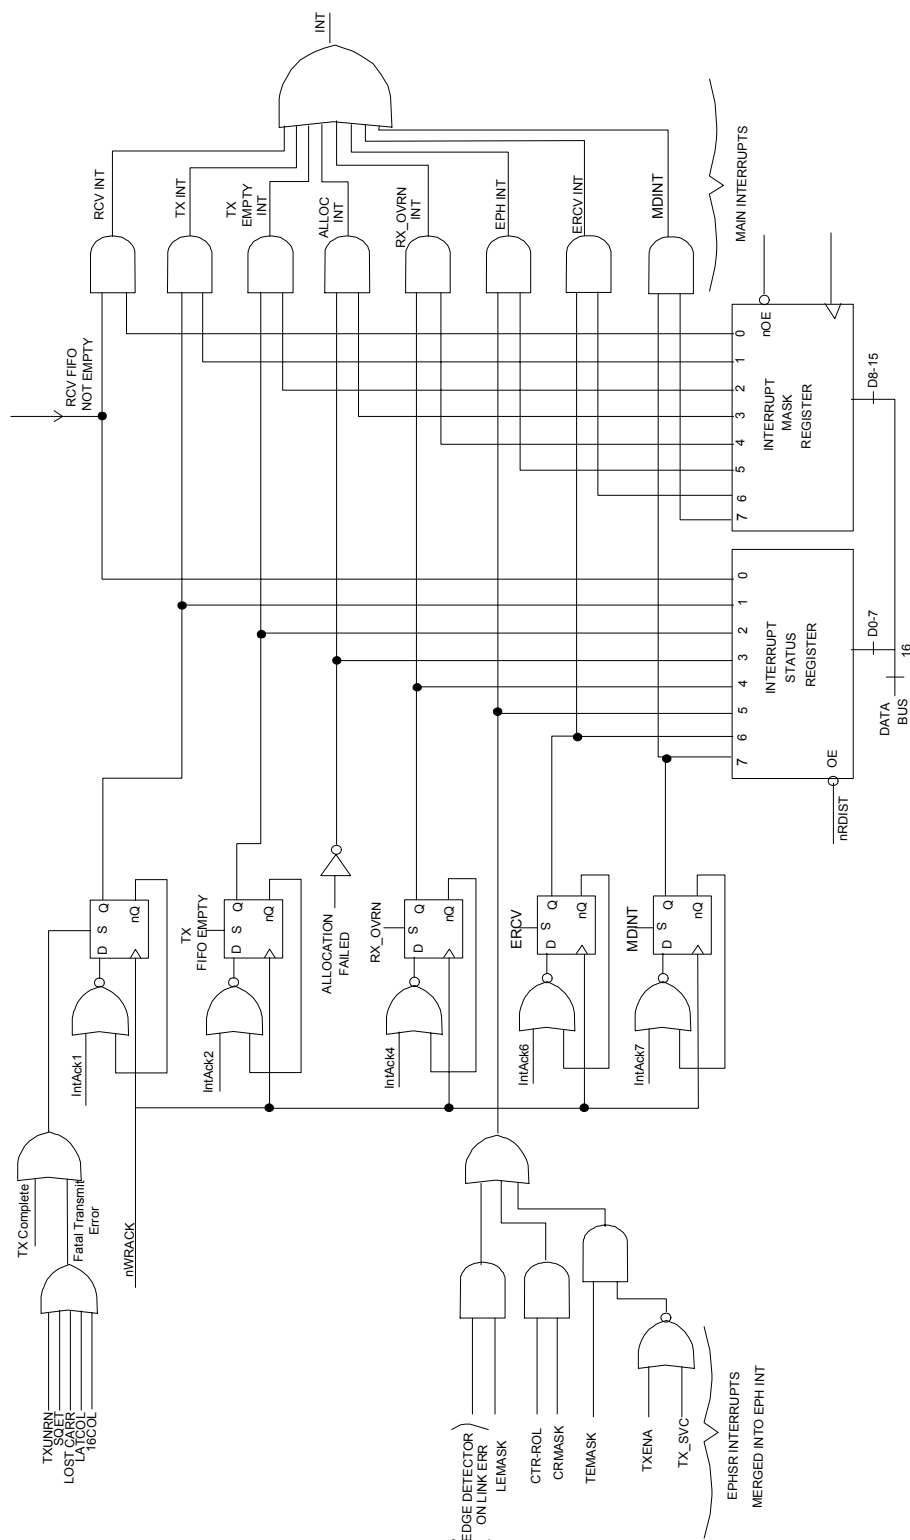 INT
RCV INT
TX INT
TX
EMPTY
INT
ALLOC
INT
RX_OVRN
INT
EPH INT
ERCV INT
MDINT
MAIN INTERRUPTS
RCV FIFO
NOT EMPTY
nOE
0
1
2
3
4
5
6
7
INTERRUPT
MASK
REGISTER
D8-15
0
1
2
3
4
5
6
7
INTERRUPT
STATUS
REGISTER
OE
D0-7
16
DATA
BUS
nRDIST
D
S
Q
nQ
IntAck1
TX
FIFO EMPTY
D
S
Q
nQ
IntAck2
ALLOCATION
FAILED
RX_OVRN
D
S
Q
nQ
IntAck4
ERCV
D
S
Q
nQ
IntAck6
MDINT
D
S
Q
nQ
IntAck7
TX Complete
Fatal Transmit
Error
nWRACK
TXUNRN
SQET
LOST CARR
LATCOL
16COL
EDGE DETECTOR
ON LINK ERR
LEMASK
CTR-ROL
CRMASK
TEMASK
TXENA
TX_SVC
EPHSR INTERRUPTS
MERGED INTO EPH INT